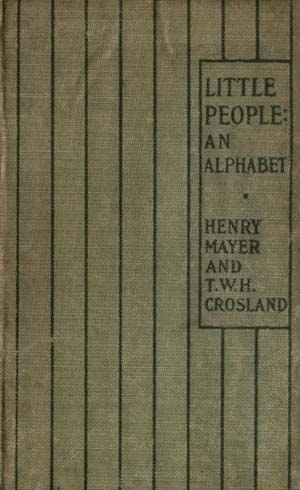 LITTLE
PEOPLE:
AN
ALPHABET
•
HENRY
MAYER
AND
T.W.H.
CROSLAND